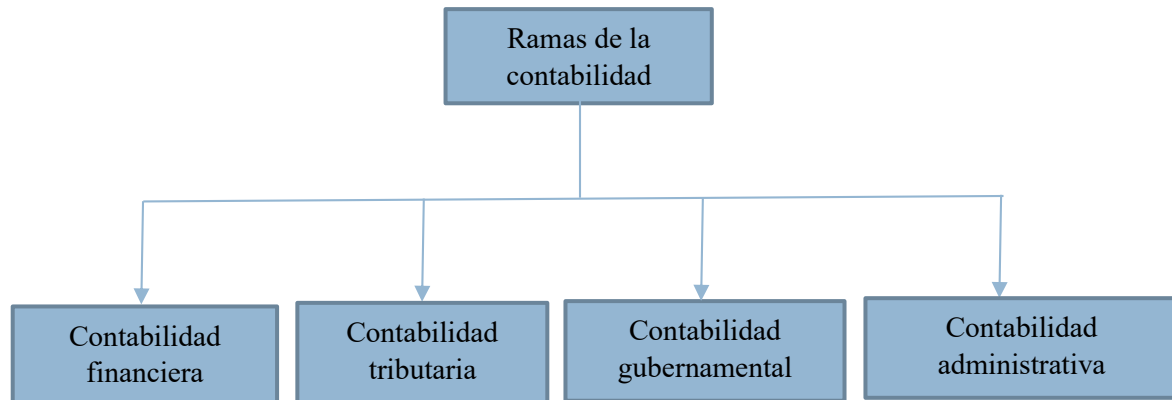 Ramas de la
contabilidad
Contabilidad
financiera
Contabilidad
tributaria
Contabilidad
gubernamental
Contabilidad
administrativa